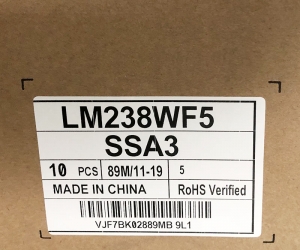 LM238WF5
SSA3
10 PCS 89M/11-19 5
MADE IN CHINA RoHS Verified
VJF7BK02889MB 9L1